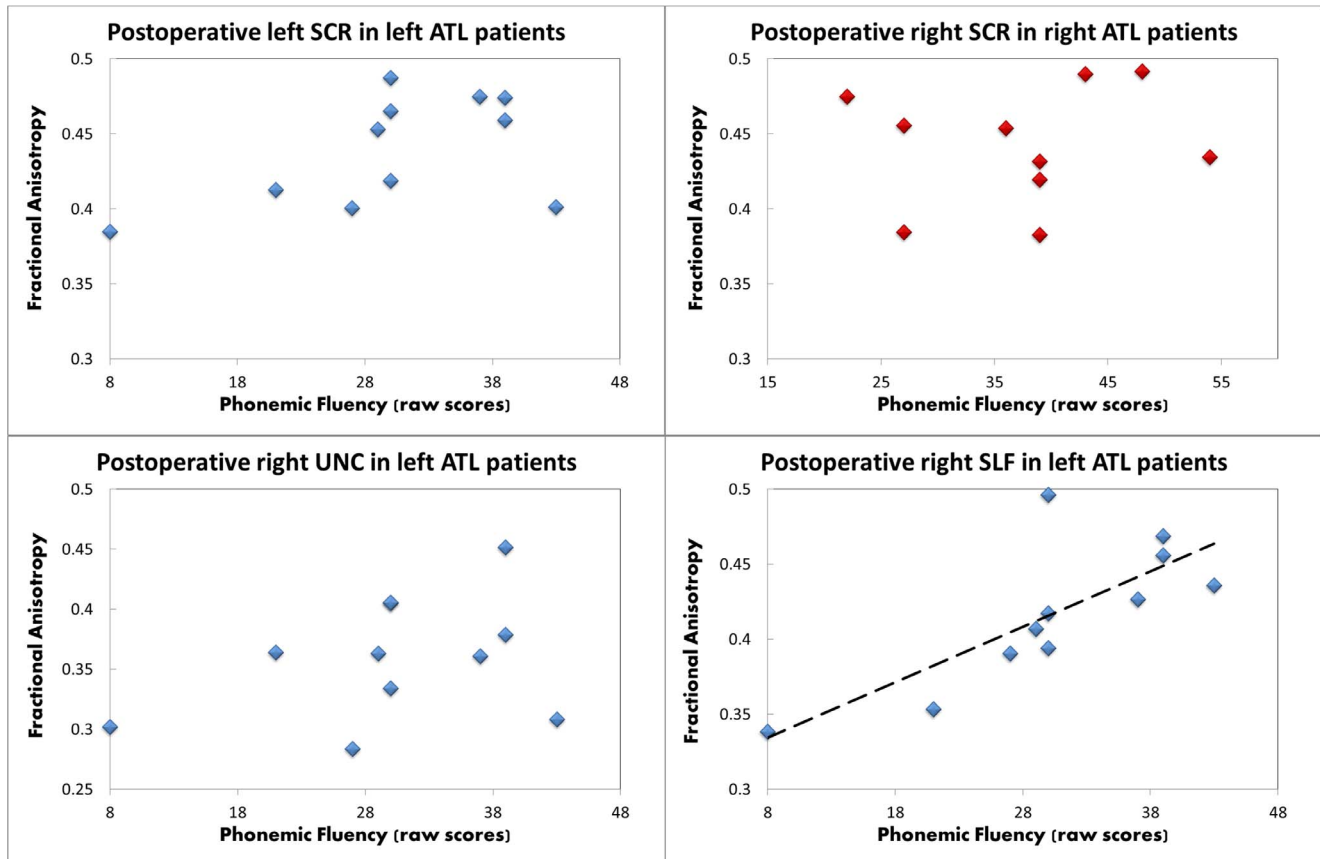 Postoperative left SCR in left ATL patients
0.5
0.45
0.4
0.35
0.3
Fractional Anisotropy
8 18 28 38 48
Phonemic Fluency (raw scores)
Postoperative right SCR in right ATL patients
0.5
0.45
0.4
0.35
0.3
Fractional Anisotropy
15 25 35 45 55
Phonemic Fluency (raw scores)
Postoperative right UNC in left ATL patients
0.5
0.45
0.4
0.35
0.3
0.25
Fractional Anisotropy
8 18 28 38 48
Phonemic Fluency (raw scores)
Postoperative right SLF in left ATL patients
0.5
0.45
0.4
0.35
0.3
Fractional Anisotropy
8 18 28 38 48
Phonemic Fluency (raw scores)